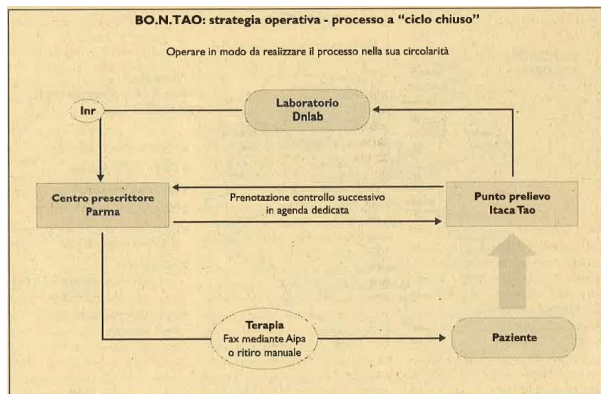 BO.N.TAO: strategia operativa - processo a “ciclo chiuso”
Operare in modo da realizzare il processo nella sua circolarità
Inr
Laboratorio
Dnlab
Centro prescrittore
Parma
Prenotazione controllo successivo
in agenda dedicata
Punto prelievo
Itaca Tao
Terapia
Fax mediante Aipa
o ritiro manuale
Paziente